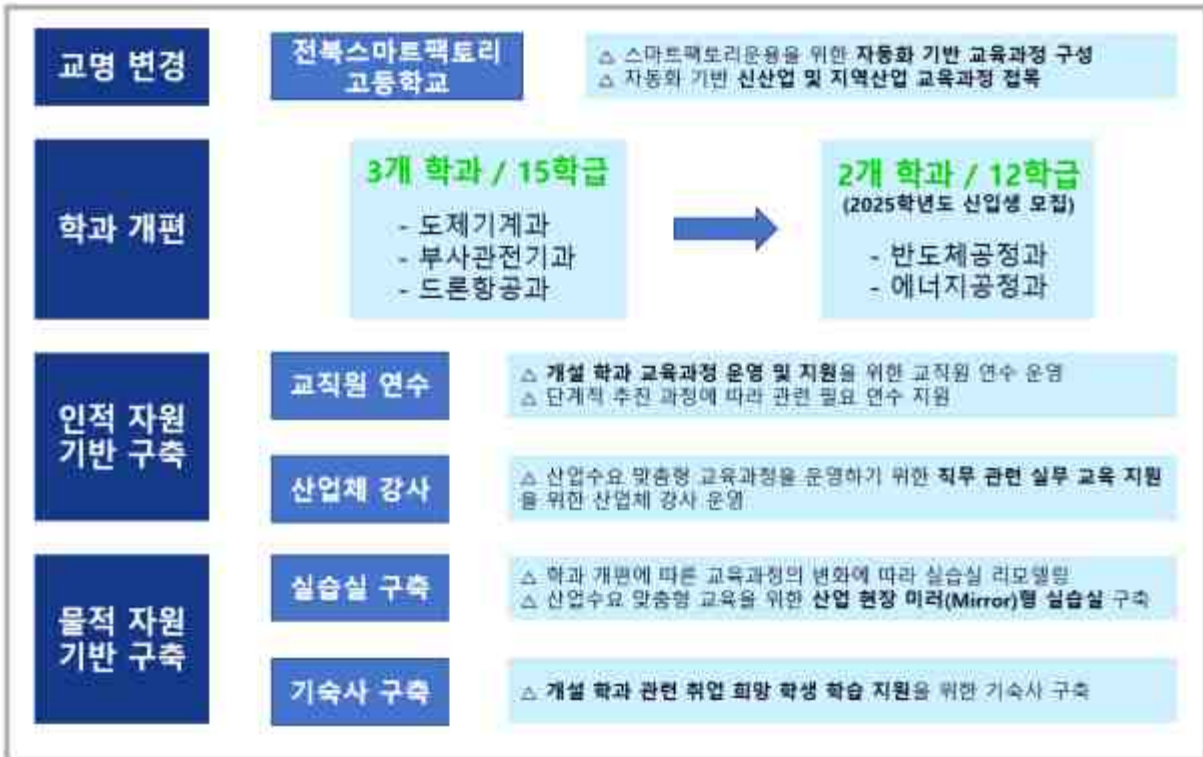 교명 변경
전북스마트팩토리
고등학교
△ 스마트팩토리운용을 위한 자동화 기반 교육과정 구성
△ 자동화 기반 신산업 및 지역산업 교육과정 접목
학과 개편
3개 학과 / 15학급
- 도제기계과
- 부사관전기과
- 드론항공과
2개 학과 / 12학급
(2025학년도 신입생 모집)
- 반도체공정과
- 에너지공정과
인적 자원
기반 구축
교직원 연수
△ 개설 학과 교육과정 운영 및 지원을 위한 교직원 연수 운영
△ 단계적 추진 과정에 따라 관련 필요 연수 지원
산업체 강사
△ 산업수요 맞춤형 교육과정을 운영하기 위한 직무 관련 실무 교육 지원
을 위한 산업체 강사 운영
물적 자원
기반 구축
실습실 구축
△ 학과 개편에 따른 교육과정의 변화에 따라 실습실 리모델링
△ 산업수요 맞춤형 교육을 위한 산업 현장 미러(Mirror)형 실습실 구축
기숙사 구축
△ 개설 학과 관련 취업 희망 학생 학습 지원을 위한 기숙사 구축